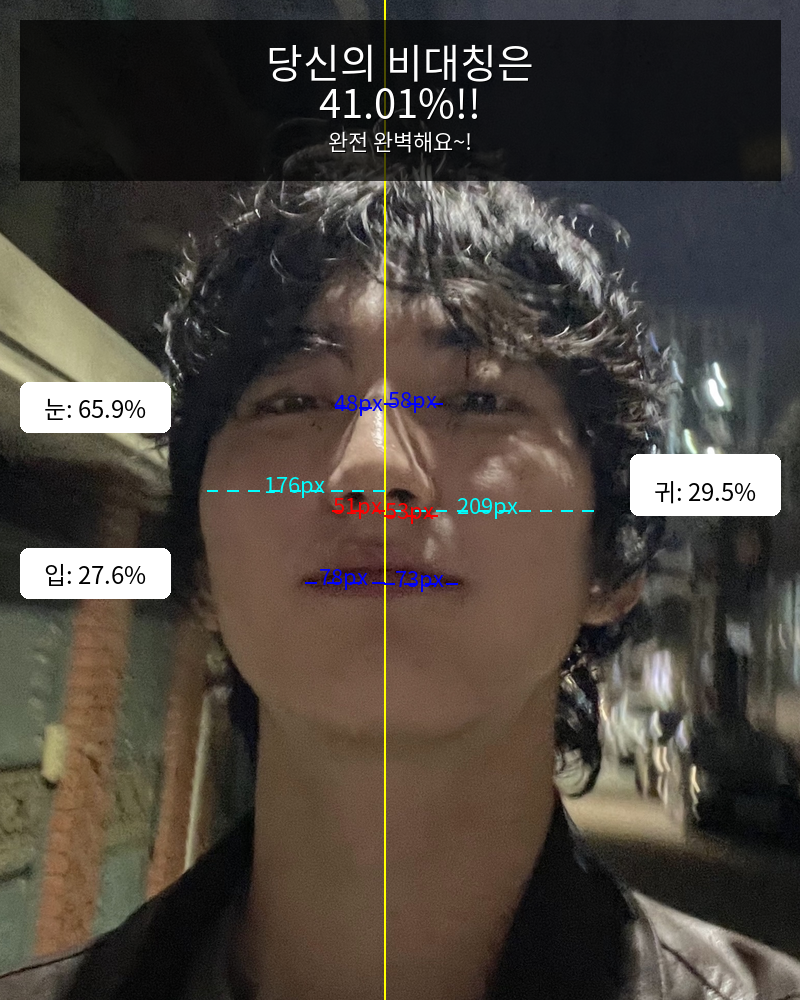 당신의 비대칭은
41.01%!!
완전 완벽해요~!
눈: 65.9%
48px
58px
176px
귀: 29.5%
51px
53px
209px
입: 27.6%
78px
73px